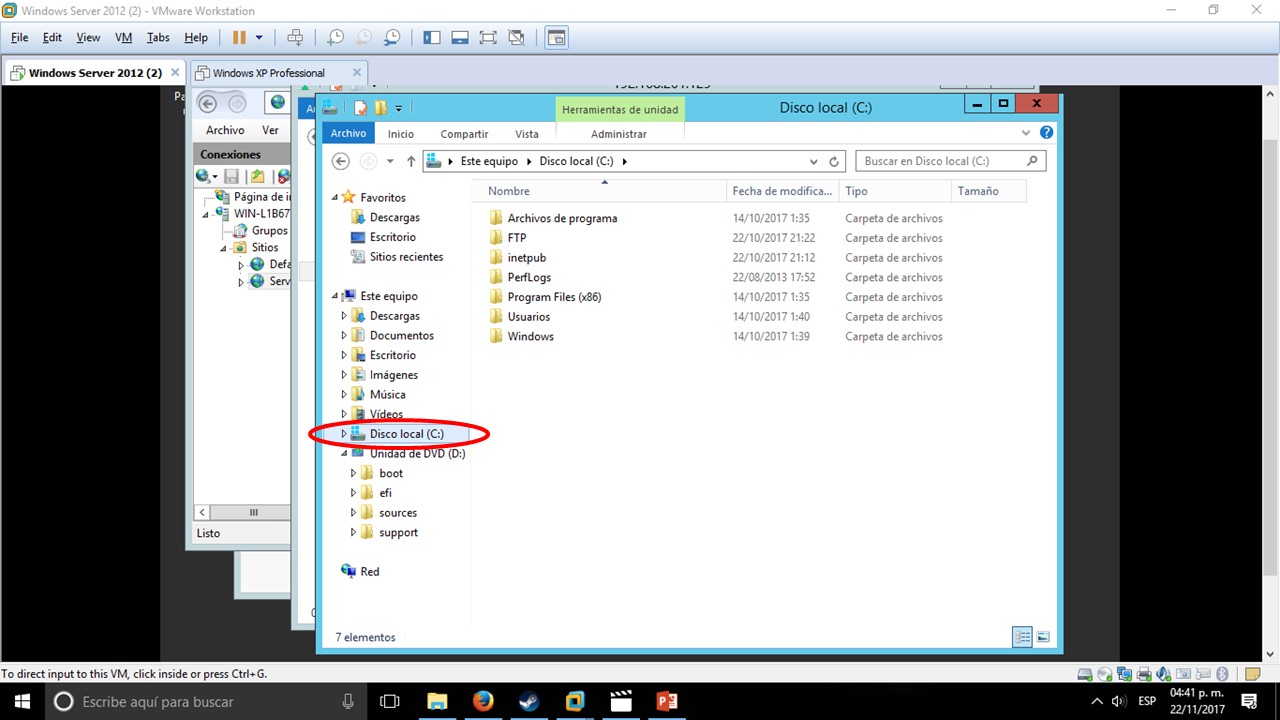 Windows Server 2012 (2) - VMware Workstation
File Edit View VM Tabs Help
Windows Server 2012 (2) Windows XP Professional
Archivo Ver
Conexiones
Página de i
WIN-L1B67
Grupos
Sitios
Defa
Serv
Listo
Herramientas de unidad Disco local (C:)
Archivo Inicio Compartir Vista Administrar
Este equipo Disco local (C:) Buscar en Disco local (C:)
Favoritos
Descargas
Escritorio
Sitios recientes
Este equipo
Descargas
Documentos
Escritorio
Imágenes
Música
Vídeos
Disco local (C:)
Unidad de DVD (D:)
boot
efi
sources
support
Red
Nombre Fecha de modifica... Tipo Tamaño
Archivos de programa 14/10/2017 1:35 Carpeta de archivos
FTP 22/10/2017 21:22 Carpeta de archivos
inetpub 22/10/2017 21:12 Carpeta de archivos
PerfLogs 22/08/2013 17:52 Carpeta de archivos
Program Files (x86) 14/10/2017 1:35 Carpeta de archivos
Usuarios 14/10/2017 1:40 Carpeta de archivos
Windows 14/10/2017 1:39 Carpeta de archivos
7 elementos
To direct input to this VM, click inside or press Ctrl+G.
Escribe aquí para buscar
ESP
04:41 p. m.
22/11/2017